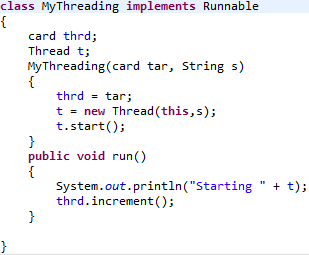 class MyThreading implements Runnable
{
    card thrd;
    Thread t;
    MyThreading(card tar, String s)
    {
        thrd = tar;
        t = new Thread(this,s);
        t.start();
    }
    public void run()
    {
        System.out.println("Starting " + t);
        thrd.increment();
    }

}